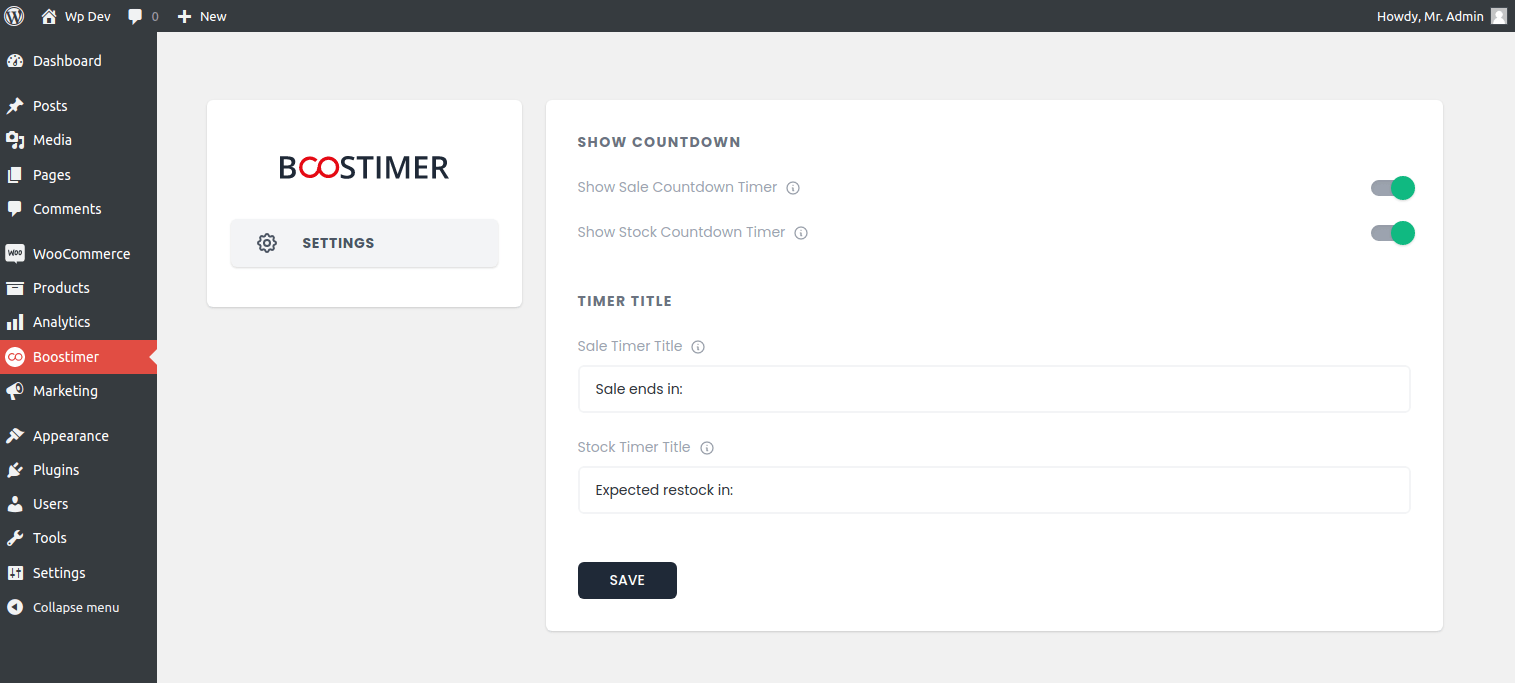 Wp Dev 0 New Howdy, Mr. Admin
Dashboard
Posts
Media
Pages
Comments
WooCommerce
Products
Analytics
Boostimer
Marketing
Appearance
Plugins
Users
Tools
Settings
Collapse menu
BOOSTIMER
SETTINGS
SHOW COUNTDOWN
Show Sale Countdown Timer
Show Stock Countdown Timer
TIMER TITLE
Sale Timer Title
Sale ends in:
Stock Timer Title
Expected restock in:
SAVE